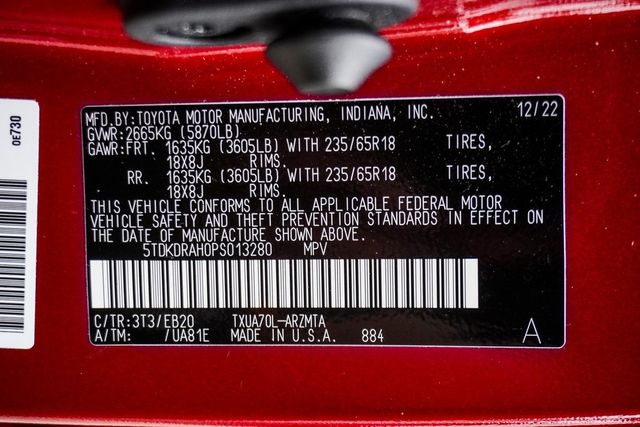 0E730
MFD.BY:TOYOTA MOTOR MANUFACTURING, INDIANA, INC. 12/22
GVWR:2665KG (5870LB)
GAWR:FRT. 1635KG (3605LB) WITH 235/65R18 TIRES,
18X8J RIMS.
RR. 1635KG (3605LB) WITH 235/65R18 TIRES,
18X8J RIMS.
THIS VEHICLE CONFORMS TO ALL APPLICABLE FEDERAL MOTOR
VEHICLE SAFETY AND THEFT PREVENTION STANDARDS IN EFFECT ON
THE DATE OF MANUFACTURE SHOWN ABOVE.
5TDKDRAH0PS013280 MPV
C/TR:3T3/EB20 TXUA70L-ARZMTA
A/TM: /UA81E MADE IN U.S.A. 884 A